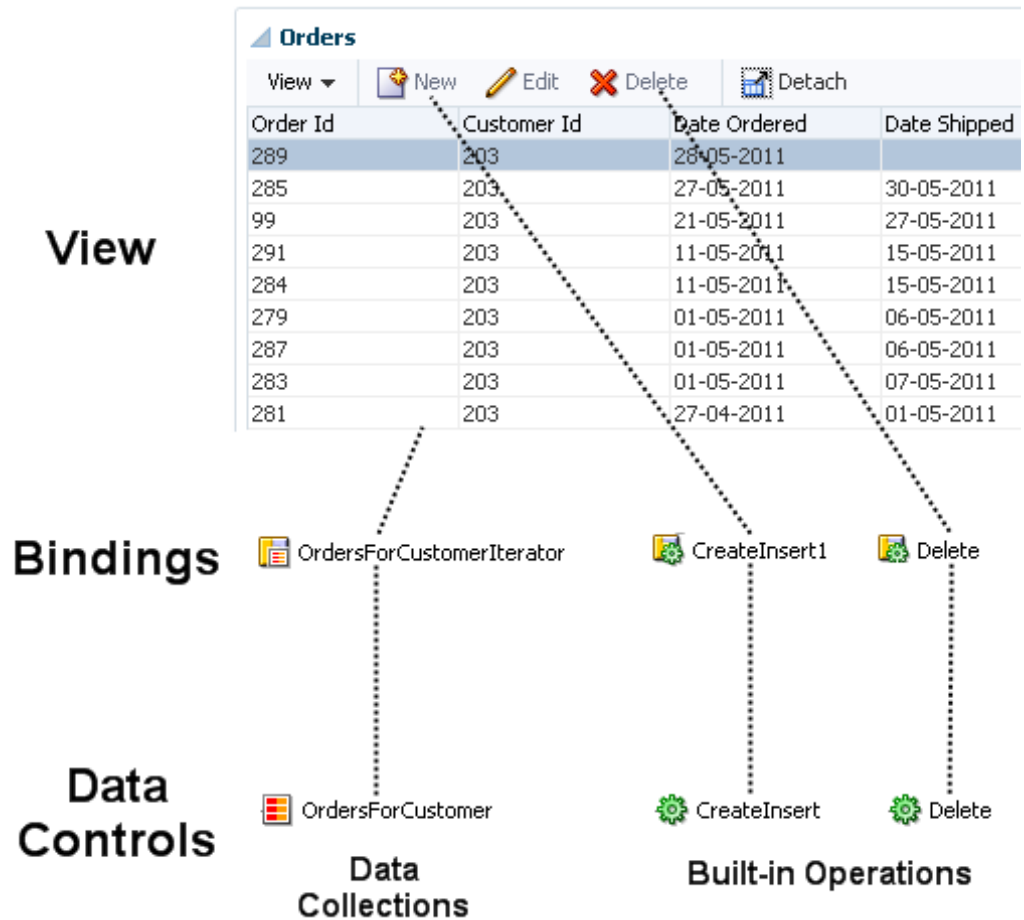 Orders
View New Edit Delete Detach
Order Id Customer Id Date Ordered Date Shipped
289 203 28-05-2011
285 203 27-05-2011 30-05-2011
99 203 21-05-2011 27-05-2011
View
291 203 11-05-2011 15-05-2011
284 203 11-05-2011 15-05-2011
279 203 01-05-2011 06-05-2011
287 203 01-05-2011 06-05-2011
283 203 01-05-2011 07-05-2011
281 203 27-04-2011 01-05-2011
Bindings
OrdersForCustomerIterator CreateInsert1 Delete
Data
Controls
OrdersForCustomer CreateInsert Delete
Data
Collections
Built-in Operations